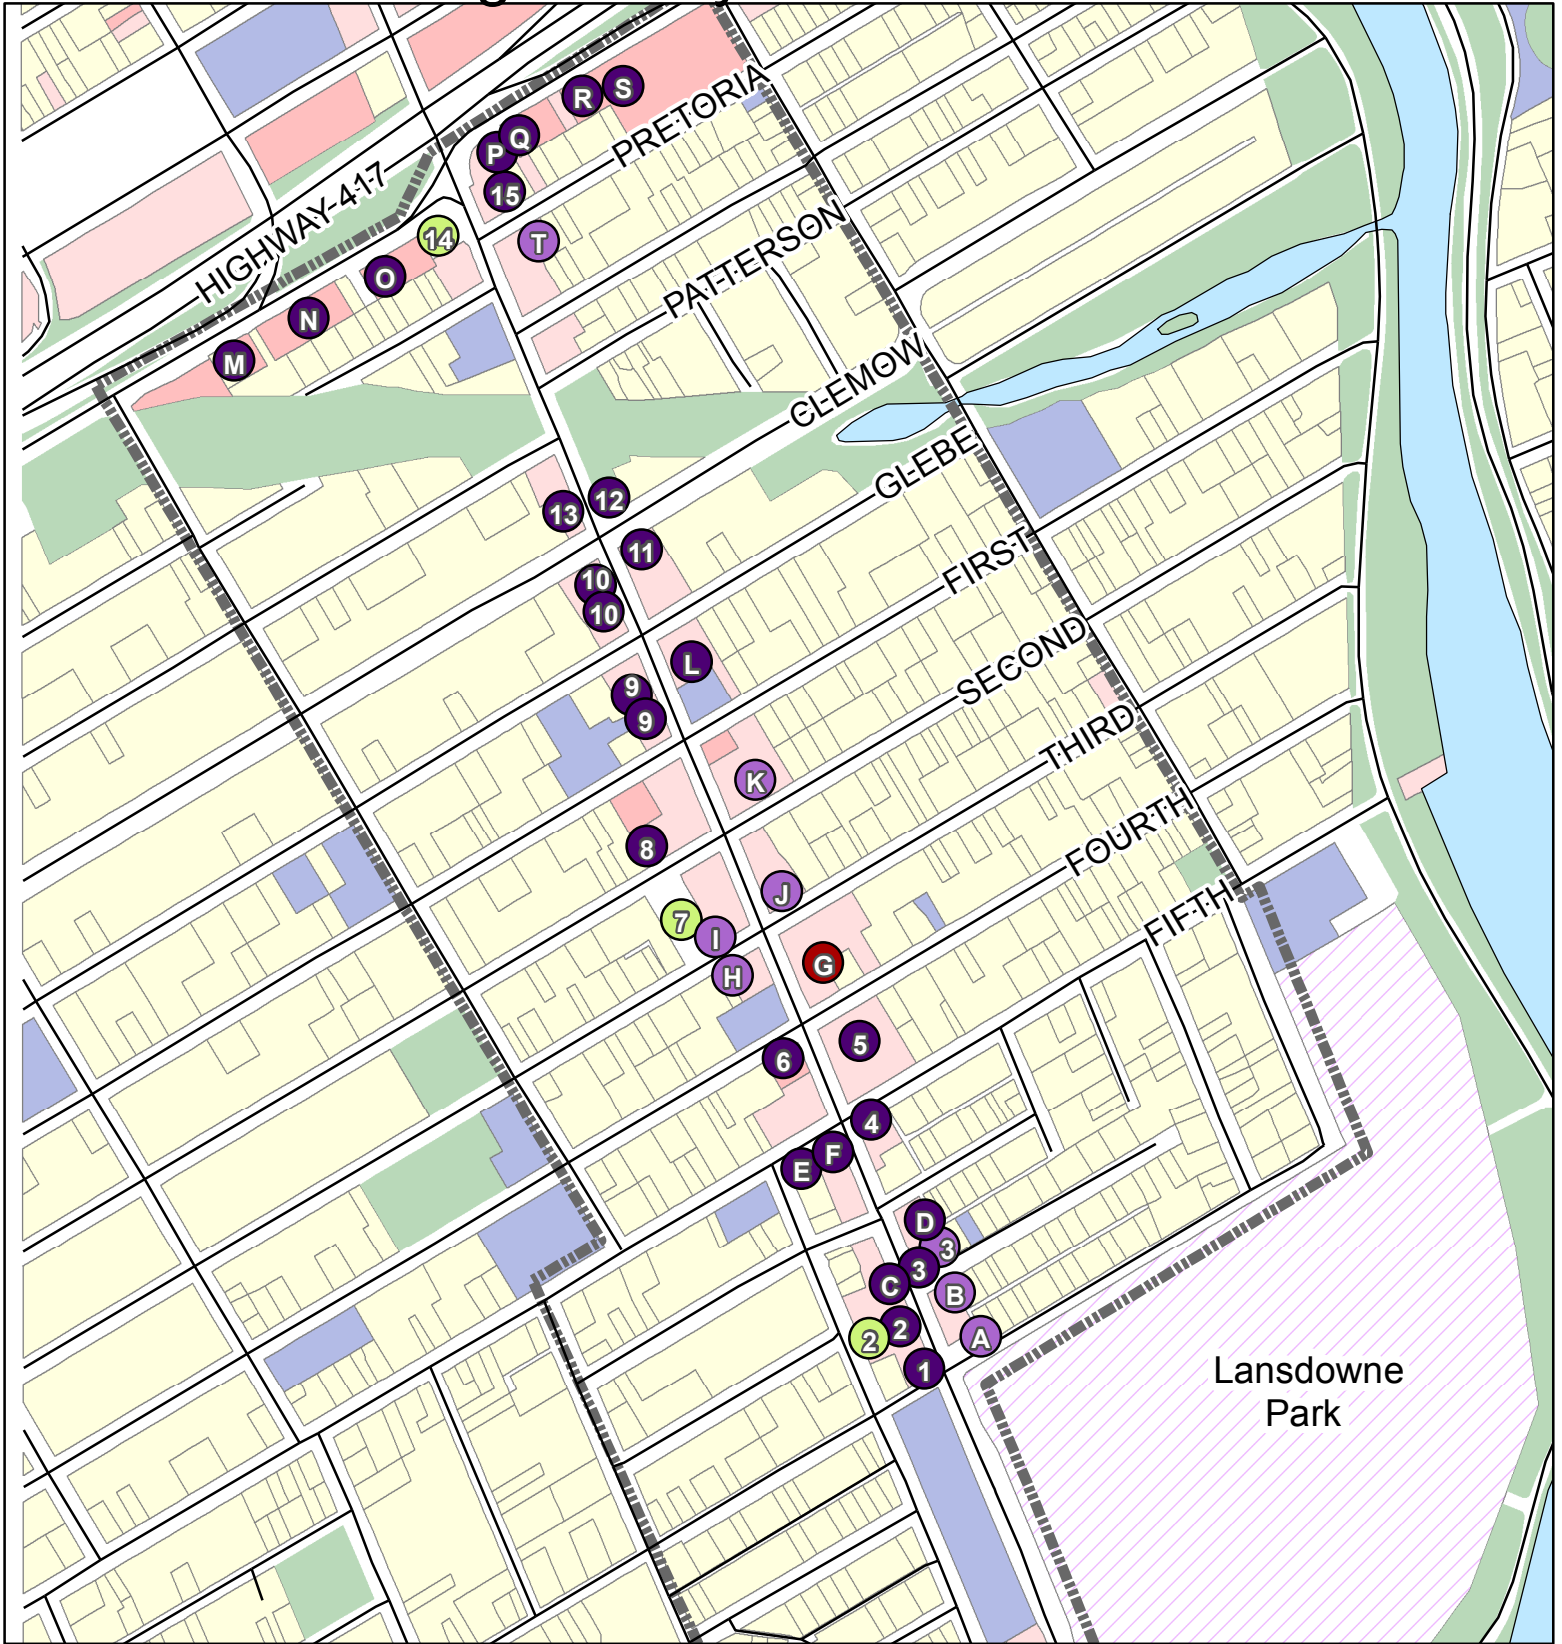 S
R
PRETORIA
Q
P
15
HIGHWAY 417
14
T
PATTERSON
O
N
M
CLEMOW
GLEBE
12
13
11
FIRST
10
10
SECOND
L
9
9
THIRD
K
8
FOURTH
J
7
I
FIFTH
G
H
5
6
4
F
E
D
3
3
C
B
2
2
A
1
Lansdowne
Park